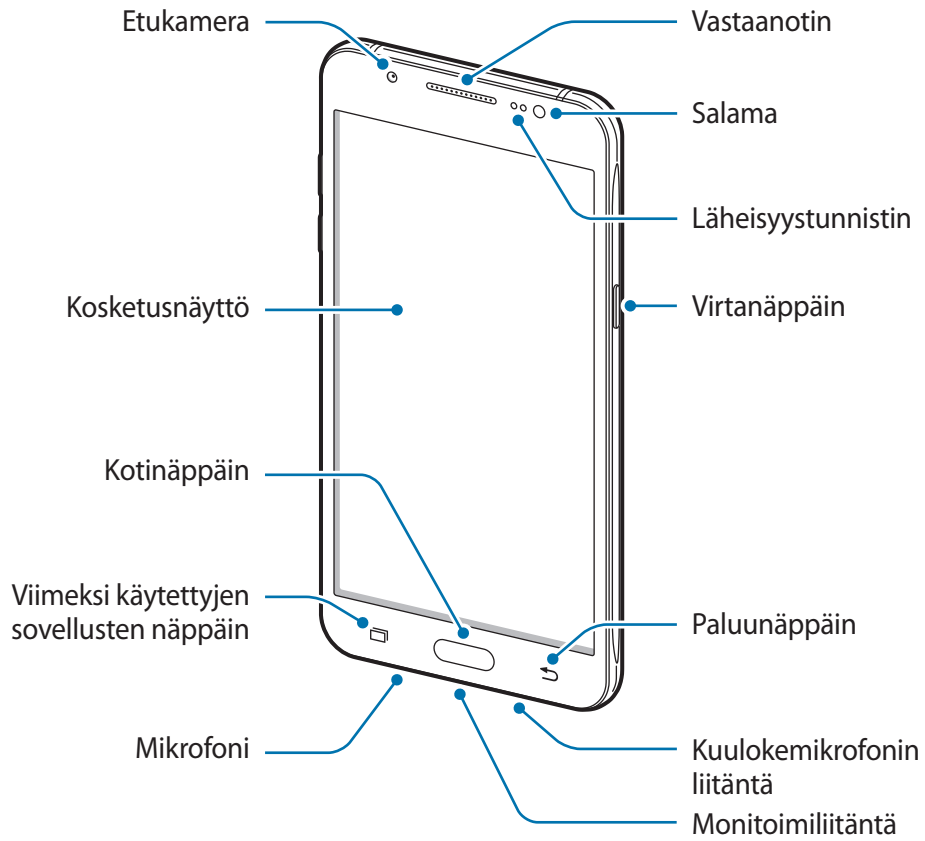 Etukamera
Vastaanotin
Salama
Läheisyystunnistin
Kosketusnäyttö
Virtanäppäin
Kotinäppäin
Viimeksi käytettyjen
sovellusten näppäin
Paluunäppäin
Mikrofoni
Kuulokemikrofonin
liitäntä
Monitoimiliitäntä